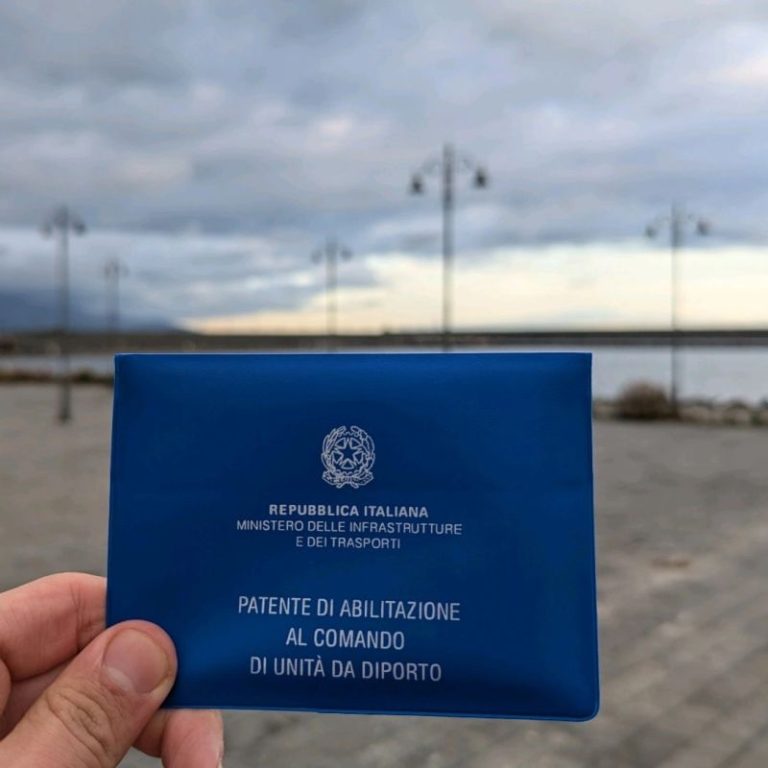 REPUBBLICA ITALIANA
MINISTERO DELLE INFRASTRUTTURE
E DEI TRASPORTI
PATENTE DI ABILITAZIONE
AL COMANDO
DI UNITÀ DA DIPORTO